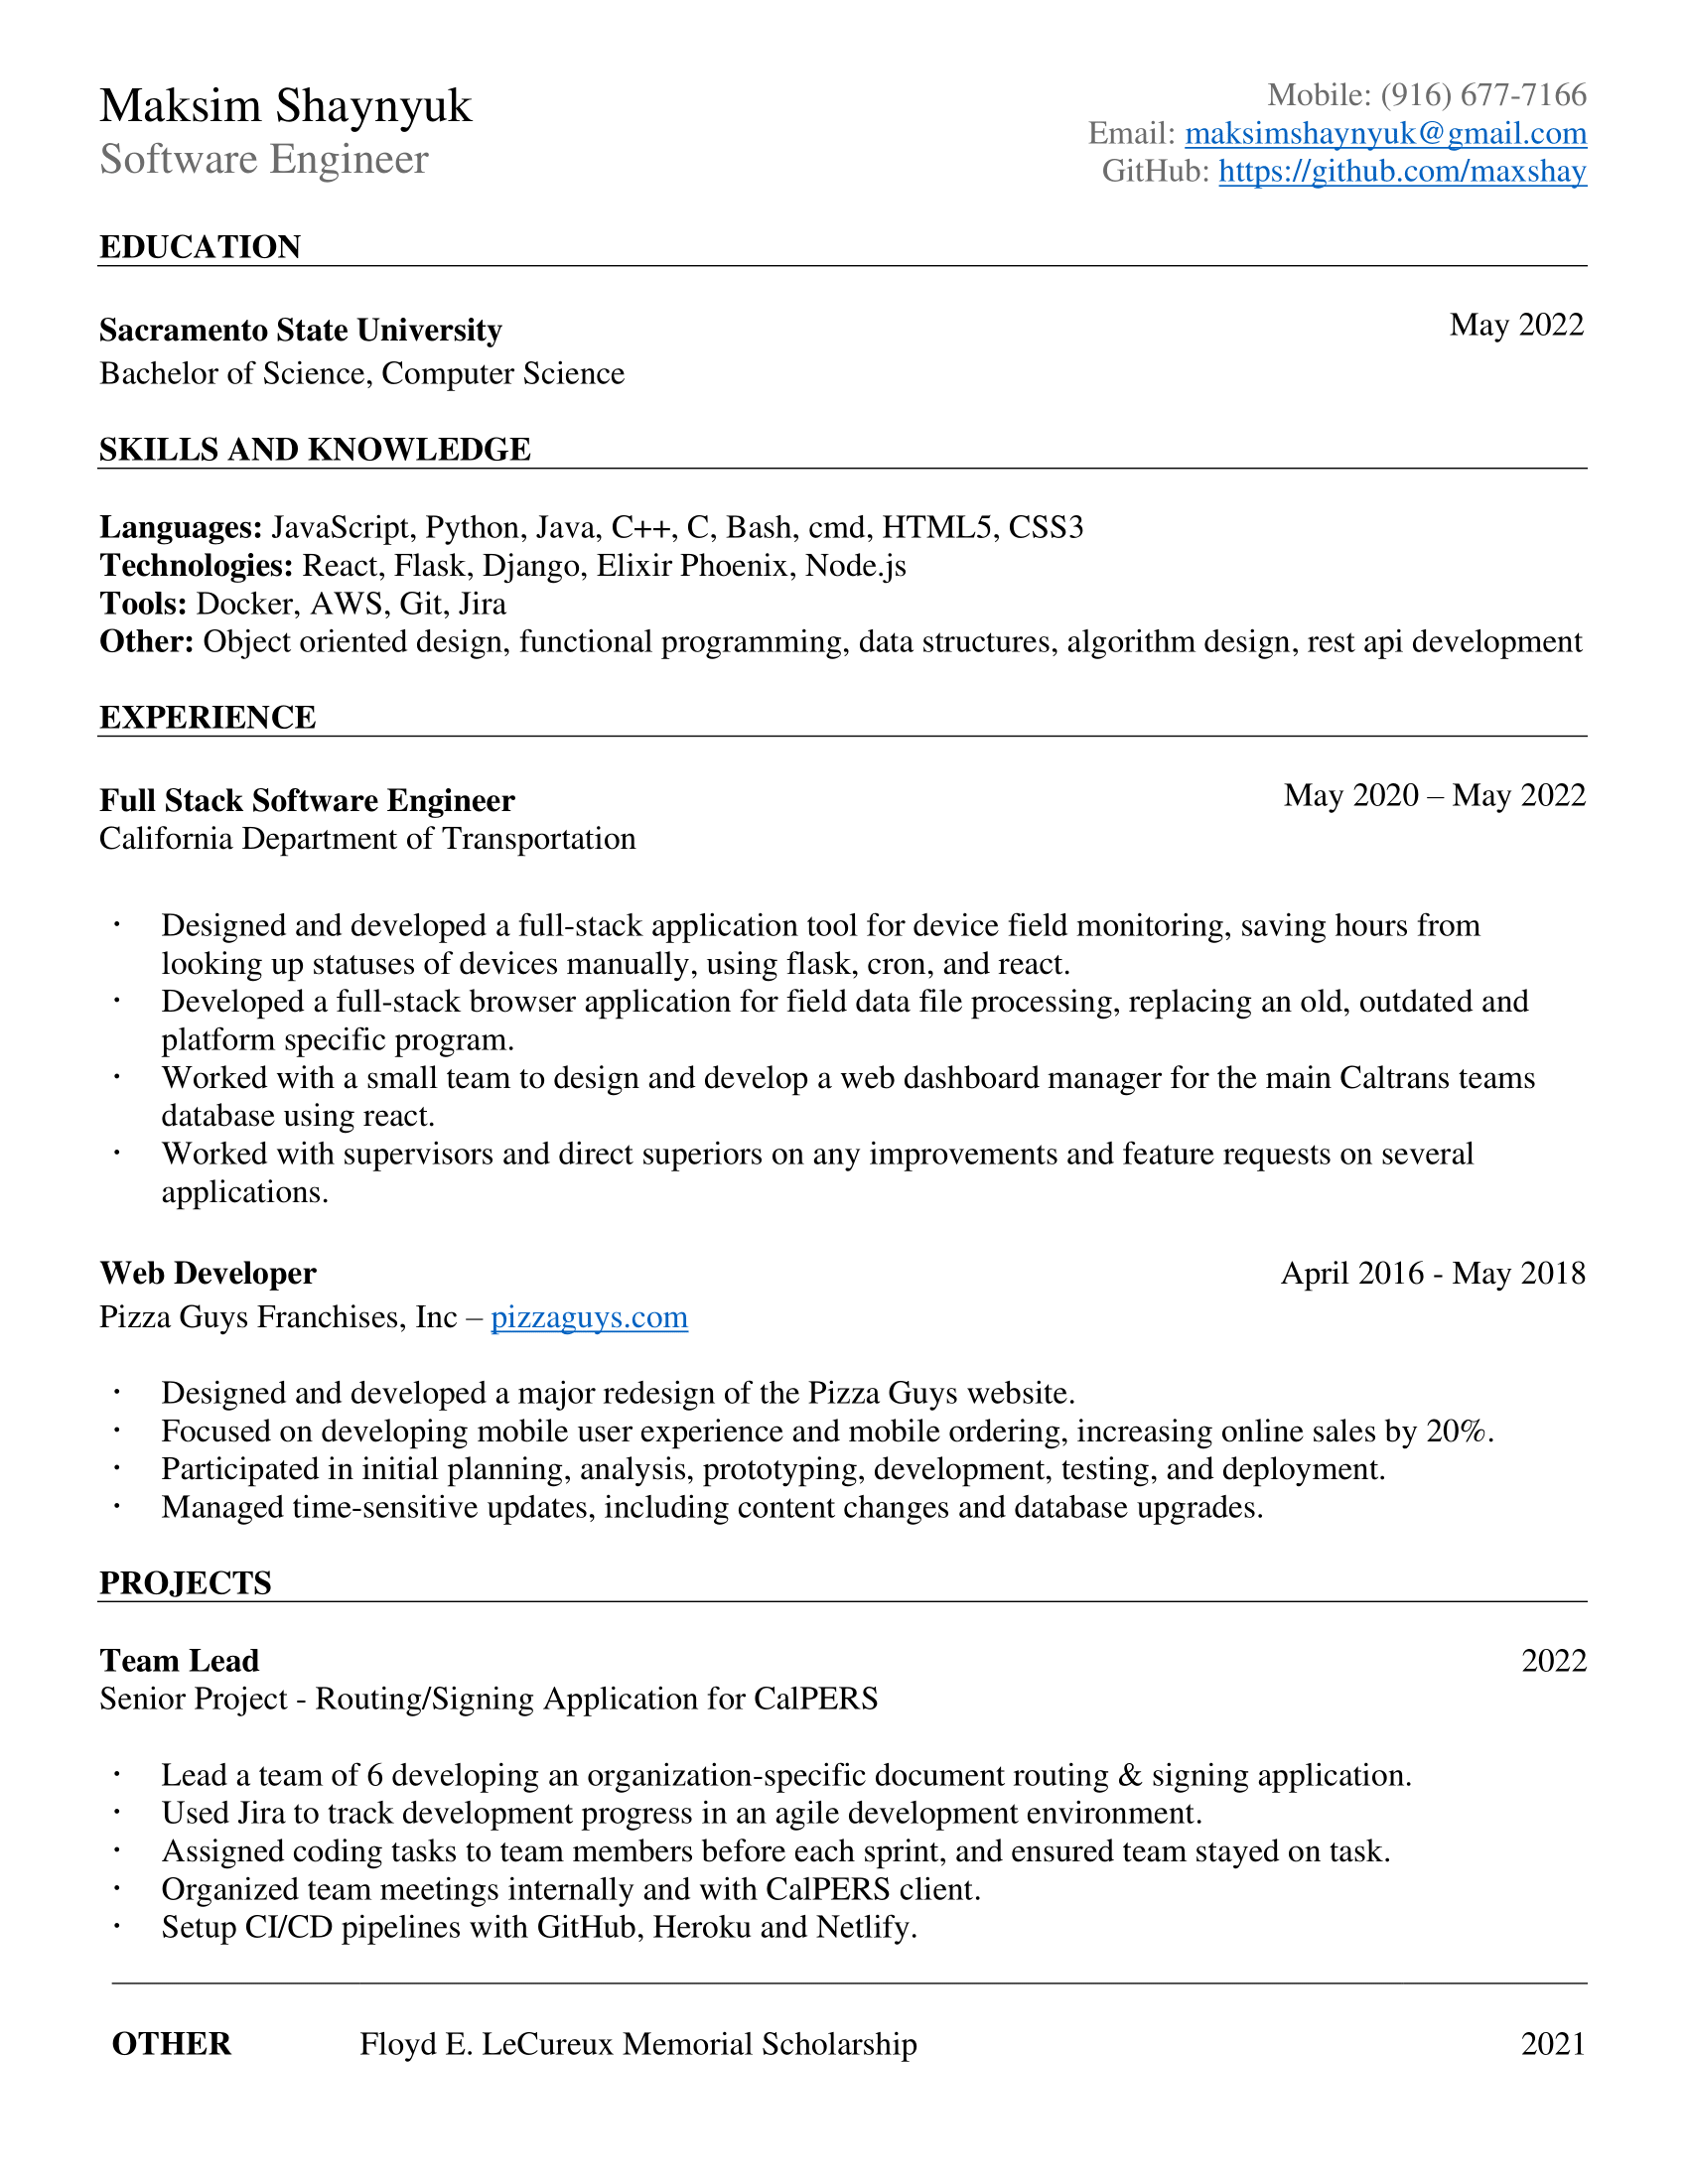 Maksim Shaynyuk
Software Engineer
Mobile: (916) 677-7166
Email: maksimshaynyuk@gmail.com
GitHub: https://github.com/maxshay
EDUCATION
Sacramento State University May 2022
Bachelor of Science, Computer Science
SKILLS AND KNOWLEDGE
Languages: JavaScript, Python, Java, C++, C, Bash, cmd, HTML5, CSS3
Technologies: React, Flask, Django, Elixir Phoenix, Node.js
Tools: Docker, AWS, Git, Jira
Other: Object oriented design, functional programming, data structures, algorithm design, rest api development
EXPERIENCE
Full Stack Software Engineer May 2020 – May 2022
California Department of Transportation
· Designed and developed a full-stack application tool for device field monitoring, saving hours from
looking up statuses of devices manually, using flask, cron, and react.
· Developed a full-stack browser application for field data file processing, replacing an old, outdated and
platform specific program.
· Worked with a small team to design and develop a web dashboard manager for the main Caltrans teams
database using react.
· Worked with supervisors and direct superiors on any improvements and feature requests on several
applications.
Web Developer April 2016 - May 2018
Pizza Guys Franchises, Inc – pizzaguys.com
· Designed and developed a major redesign of the Pizza Guys website.
· Focused on developing mobile user experience and mobile ordering, increasing online sales by 20%.
· Participated in initial planning, analysis, prototyping, development, testing, and deployment.
· Managed time-sensitive updates, including content changes and database upgrades.
PROJECTS
Team Lead 2022
Senior Project - Routing/Signing Application for CalPERS
· Lead a team of 6 developing an organization-specific document routing & signing application.
· Used Jira to track development progress in an agile development environment.
· Assigned coding tasks to team members before each sprint, and ensured team stayed on task.
· Organized team meetings internally and with CalPERS client.
· Setup CI/CD pipelines with GitHub, Heroku and Netlify.
OTHER Floyd E. LeCureux Memorial Scholarship 2021